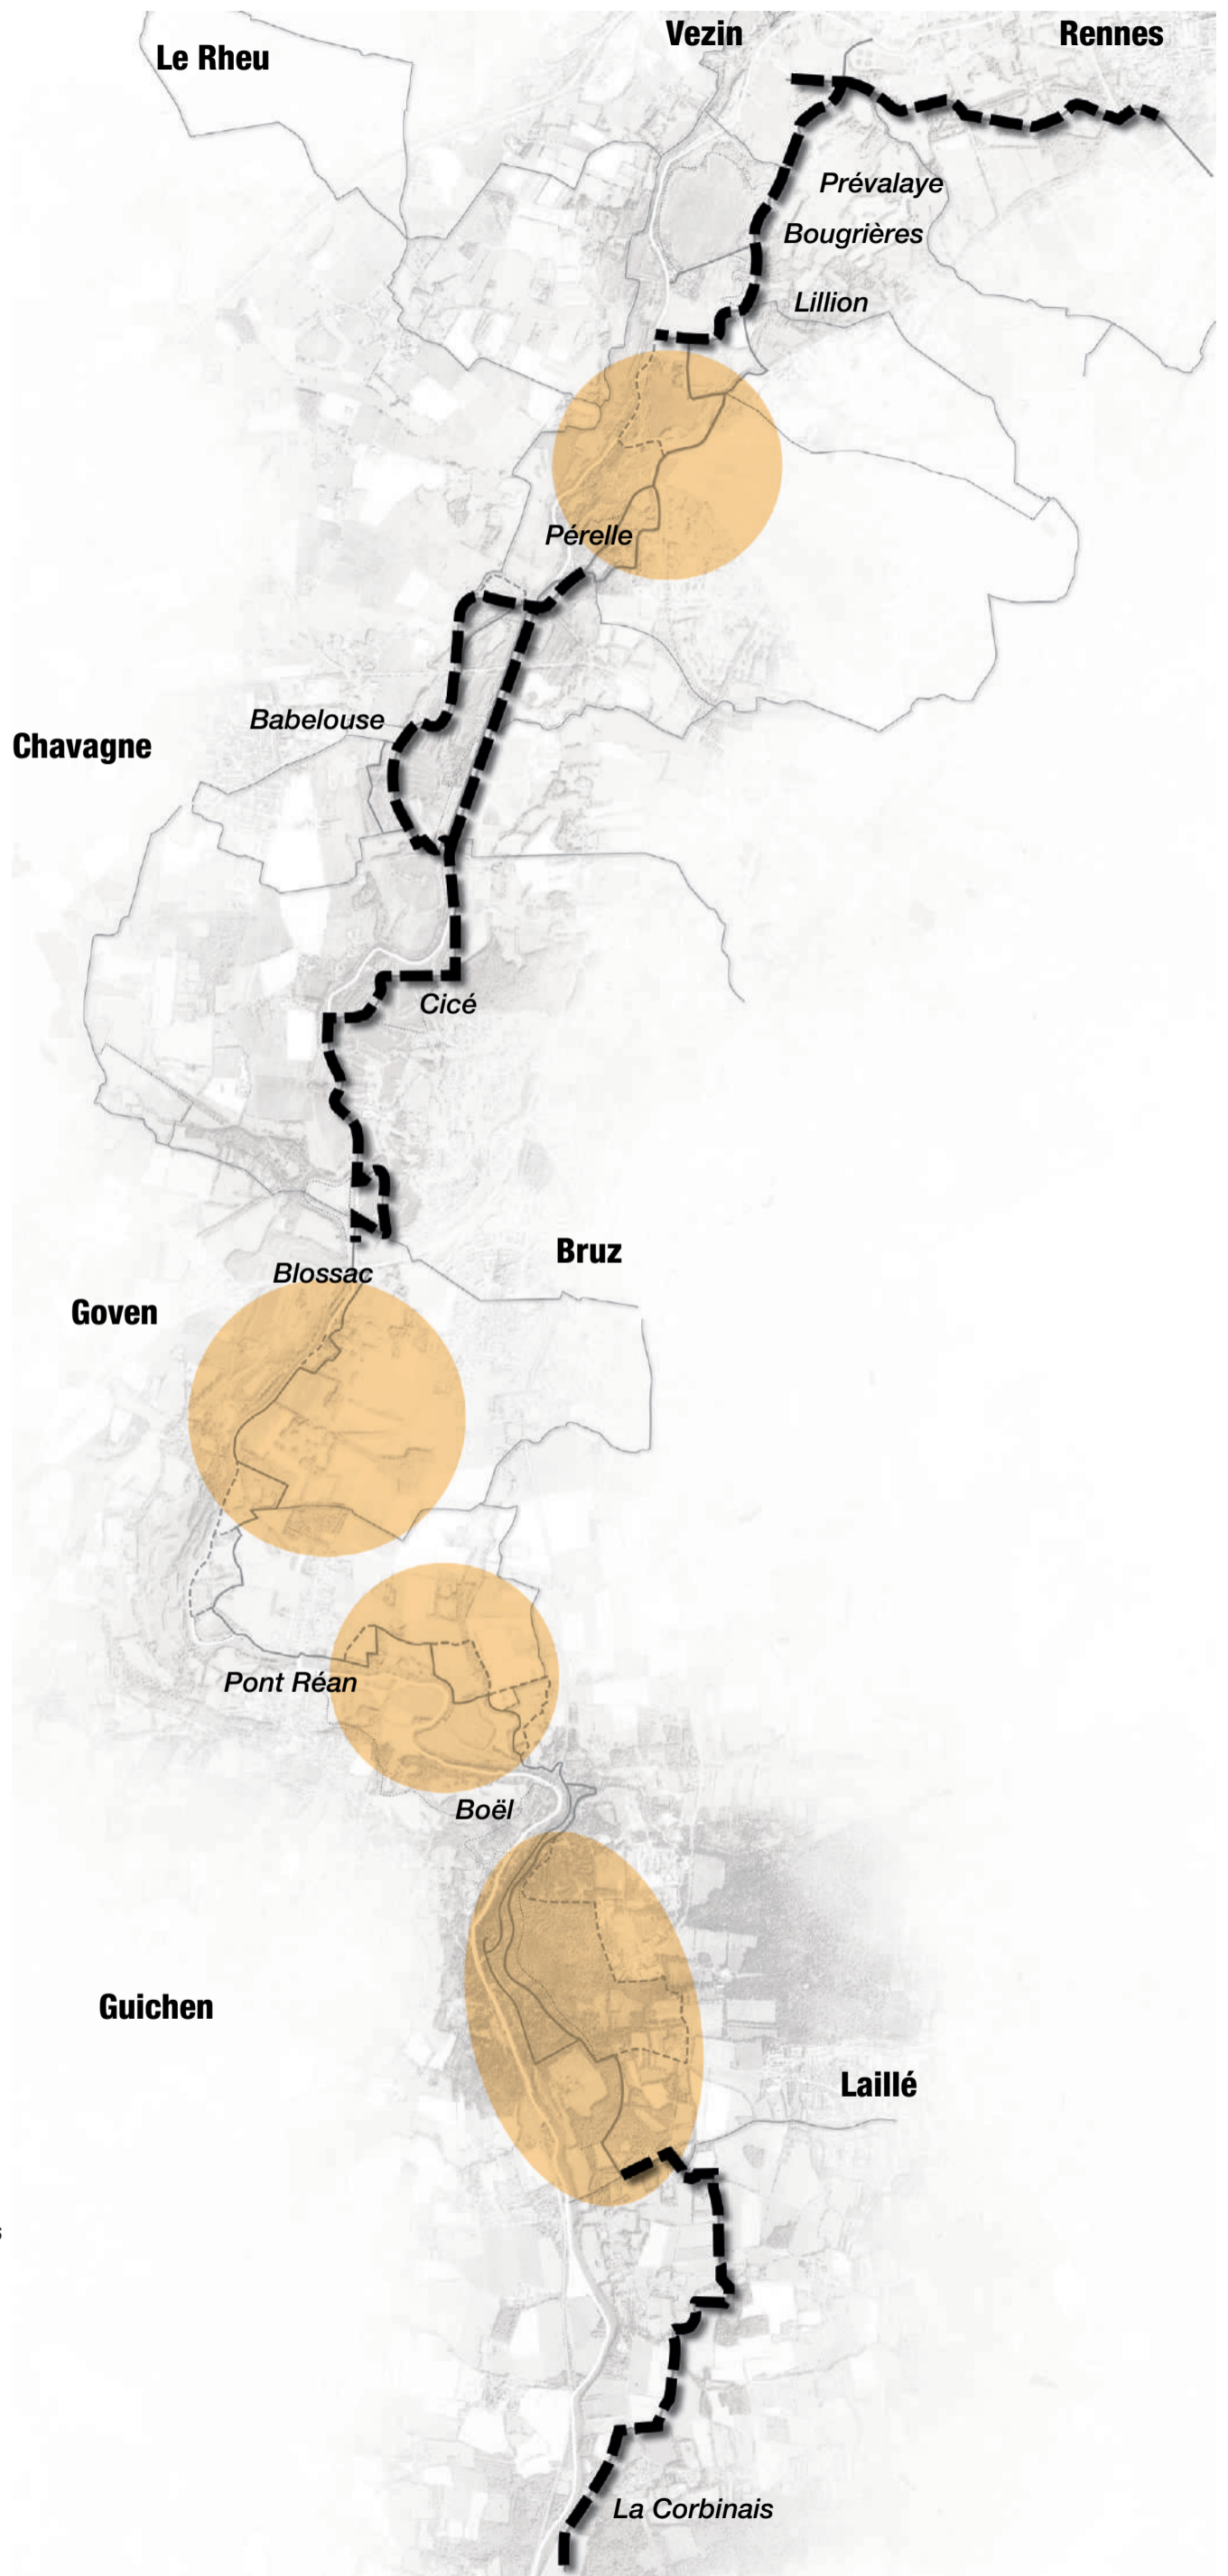 Vezin
Rennes
Le Rheu
Prévalaye
Bougrières
Lillion
Pérelle
Babelouse
Chavagne
Cicé
Bruz
Blossac
Goven
Pont Réan
Boël
Guichen
Laillé
s
La Corbinais